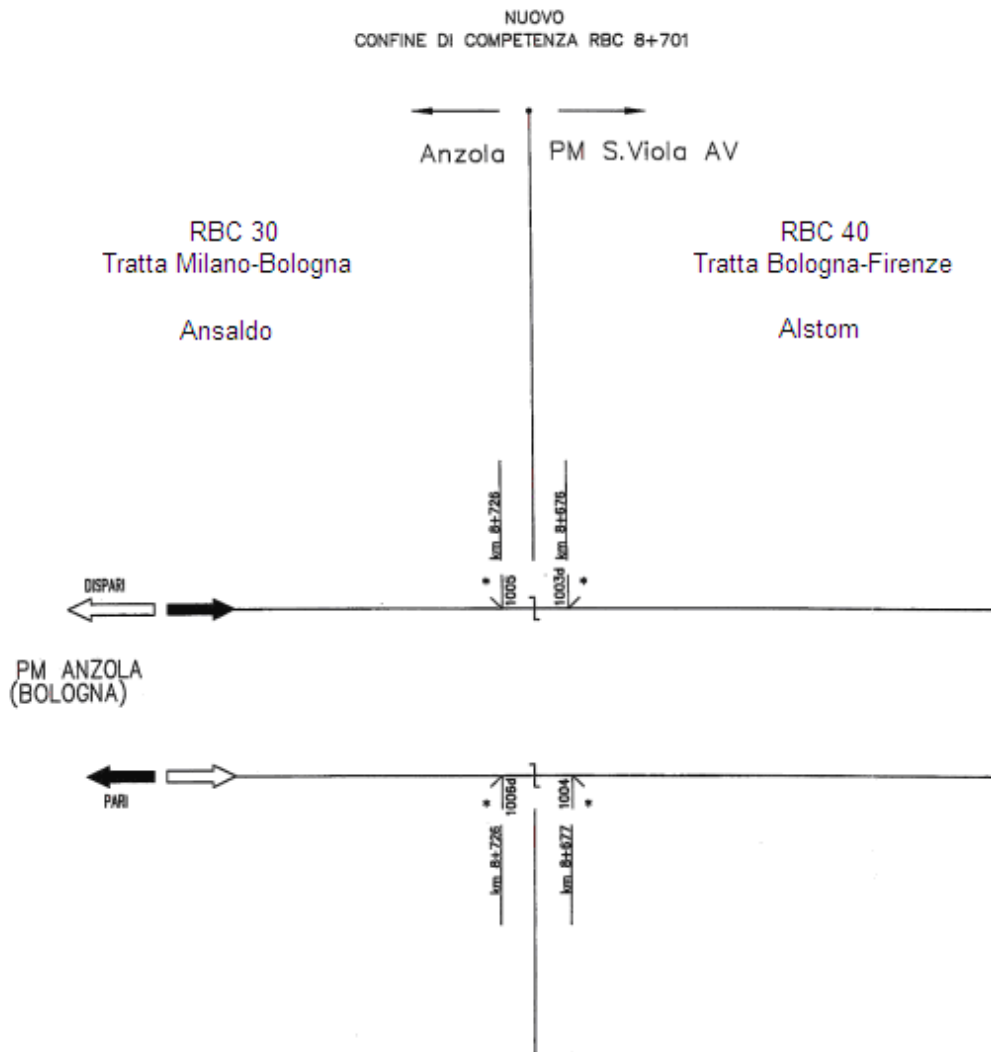 NUOVO
CONFINE DI COMPETENZA RBC 8+701
Anzola
PM S.Viola AV
RBC 30
Tratta Milano-Bologna
Ansaldo
RBC 40
Tratta Bologna-Firenze
Alstom
km 8+726
km 8+676
*
1005
1003d
*
DISPARI
PM ANZOLA
(BOLOGNA)
PARI
*
1006d
1004
*
km 8+726
km 8+677